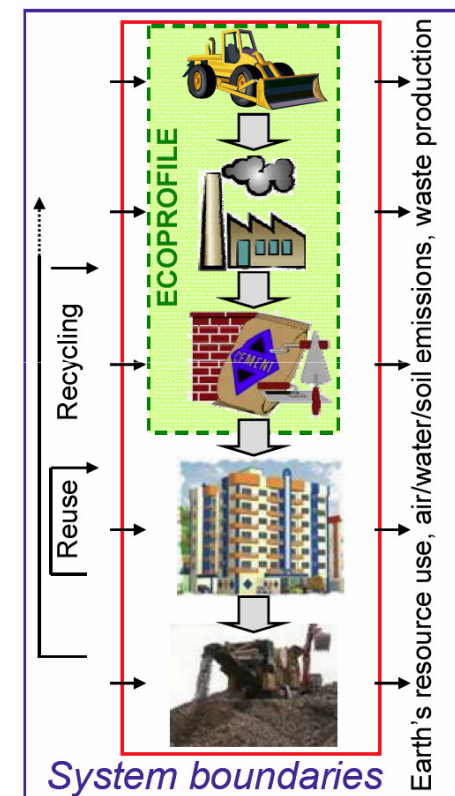 ECOPROFILE
CEMENT
Recycling
Reuse
Earth's resource use, air/water/soil emissions, waste production
System boundaries